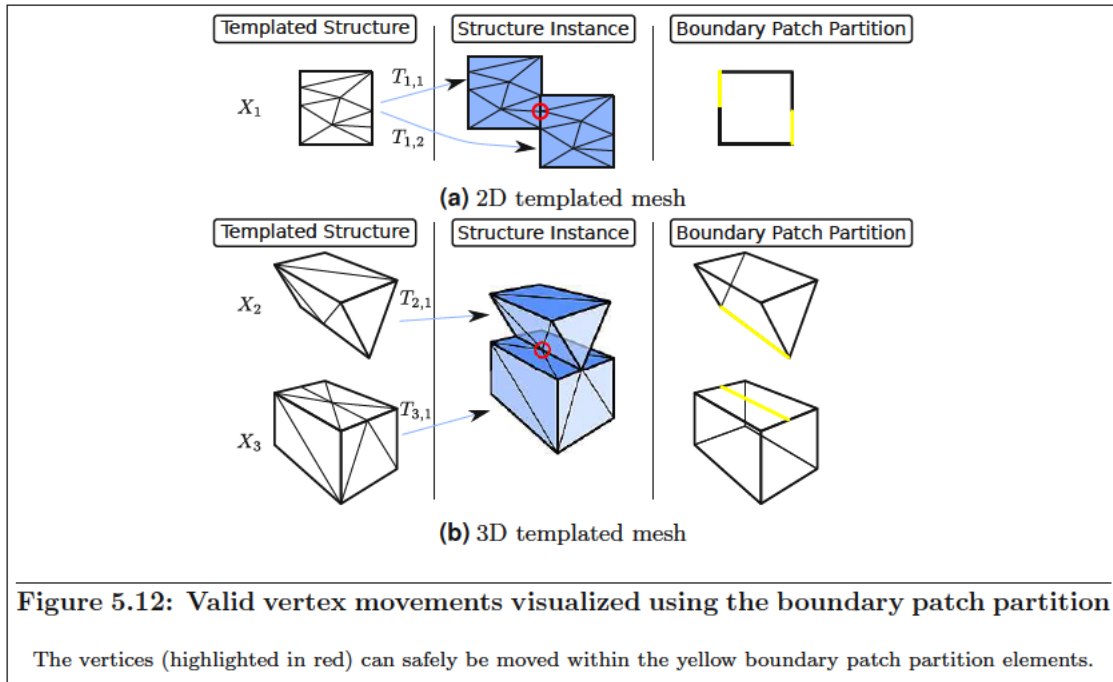 Templated Structure Structure Instance Boundary Patch Partition
X₁ T₁,₁
T₁,₂
(a) 2D templated mesh
Templated Structure Structure Instance Boundary Patch Partition
X₂ T₂,₁
X₃ T₃,₁
(b) 3D templated mesh
Figure 5.12: Valid vertex movements visualized using the boundary patch partition
The vertices (highlighted in red) can safely be moved within the yellow boundary patch partition elements.